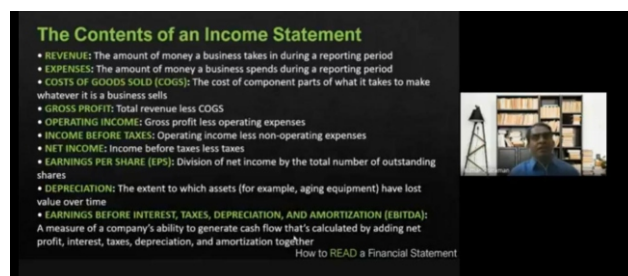 The Contents of an Income Statement
• REVENUE: The amount of money a business takes in during a reporting period
• EXPENSES: The amount of money a business spends during a reporting period
• COSTS OF GOODS SOLD (COGS): The cost of component parts of what it takes to make
whatever it is a business sells
• GROSS PROFIT: Total revenue less COGS
• OPERATING INCOME: Gross profit less operating expenses
• INCOME BEFORE TAXES: Operating income less non-operating expenses
• NET INCOME: Income before taxes less taxes
• EARNINGS PER SHARE (EPS): Division of net income by the total number of outstanding
shares
• DEPRECIATION: The extent to which assets (for example, aging equipment) have lost
value over time
• EARNINGS BEFORE INTEREST, TAXES, DEPRECIATION, AND AMORTIZATION (EBITDA):
A measure of a company's ability to generate cash flow that's calculated by adding net
profit, interest, taxes, depreciation, and amortization together
How to READ a Financial Statement